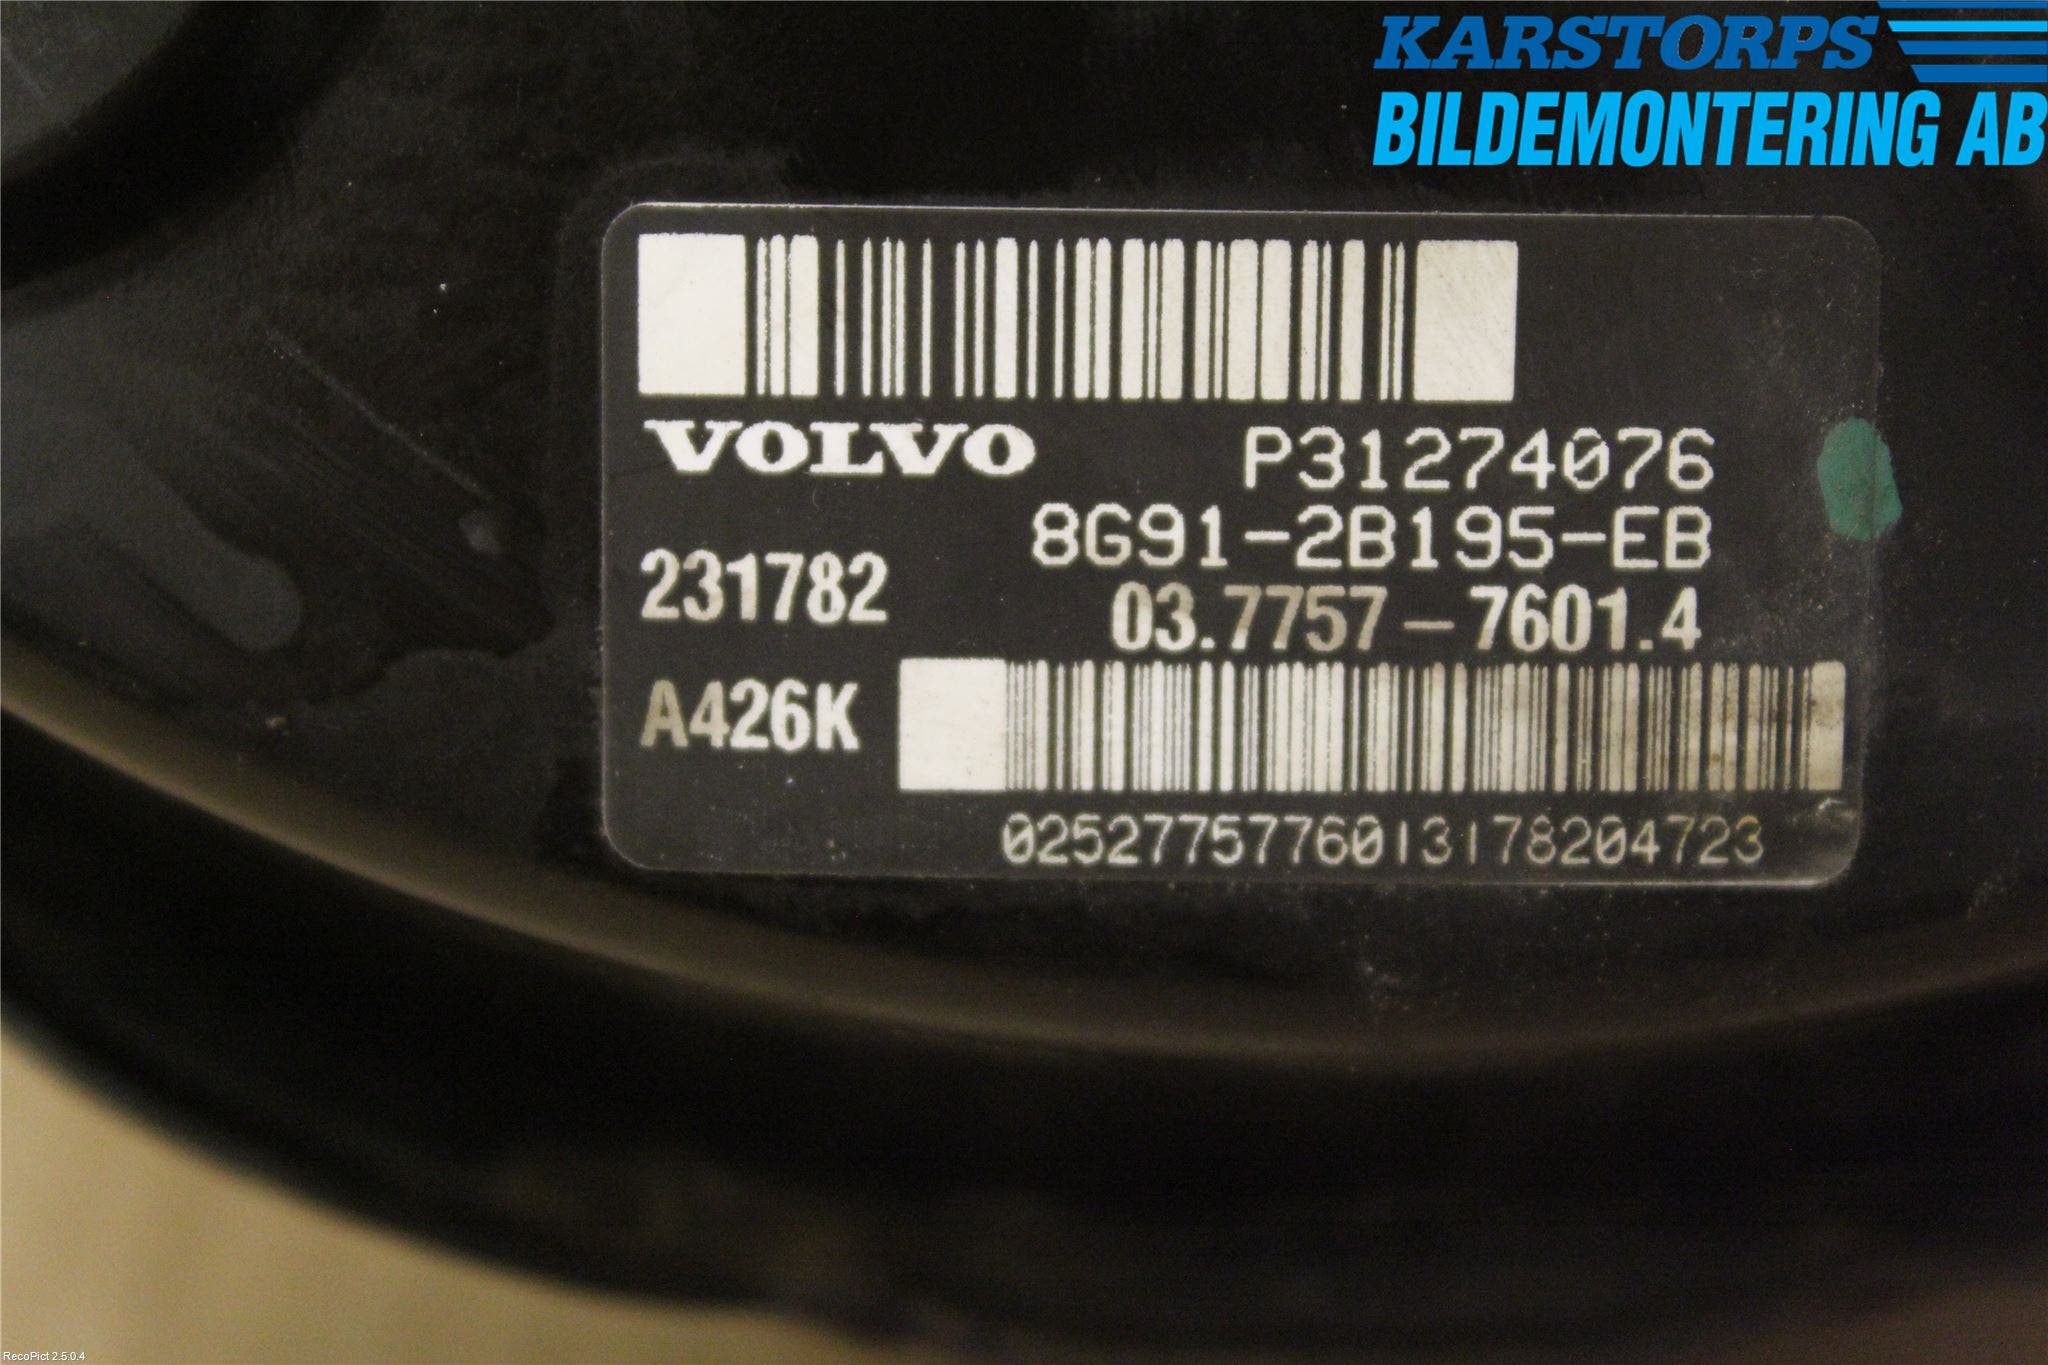 KARSTORPS
BILDEMONTERING AB
VOLVO
P31274076
8G91-2B195-EB
231782
03.7757-7601.4
A426K
0252775776013178204723
RecoPict 2.5.0.4